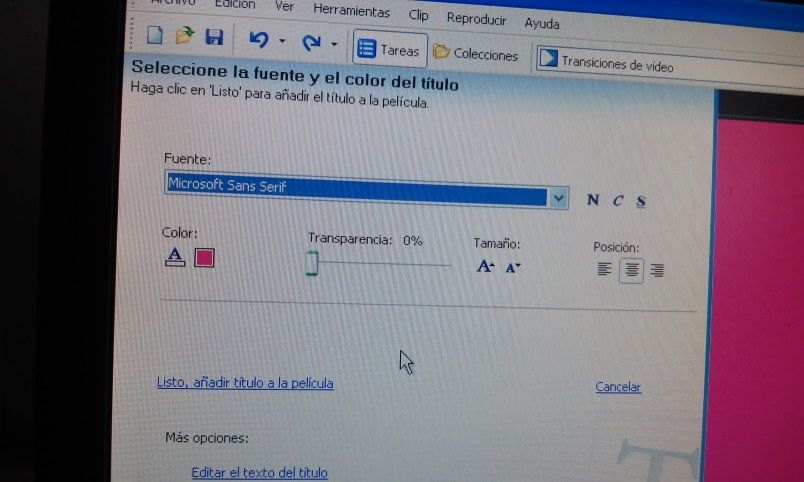 Archivo Edición Ver Herramientas Clip Reproducir Ayuda
Tareas Colecciones Transiciones de vídeo
Seleccione la fuente y el color del título
Haga clic en 'Listo' para añadir el título a la película.
Fuente:
Microsoft Sans Serif N C S
Color: Transparencia: 0% Tamaño: Posición:
A A A
Listo, añadir título a la película Cancelar
Más opciones:
Editar el texto del título
T